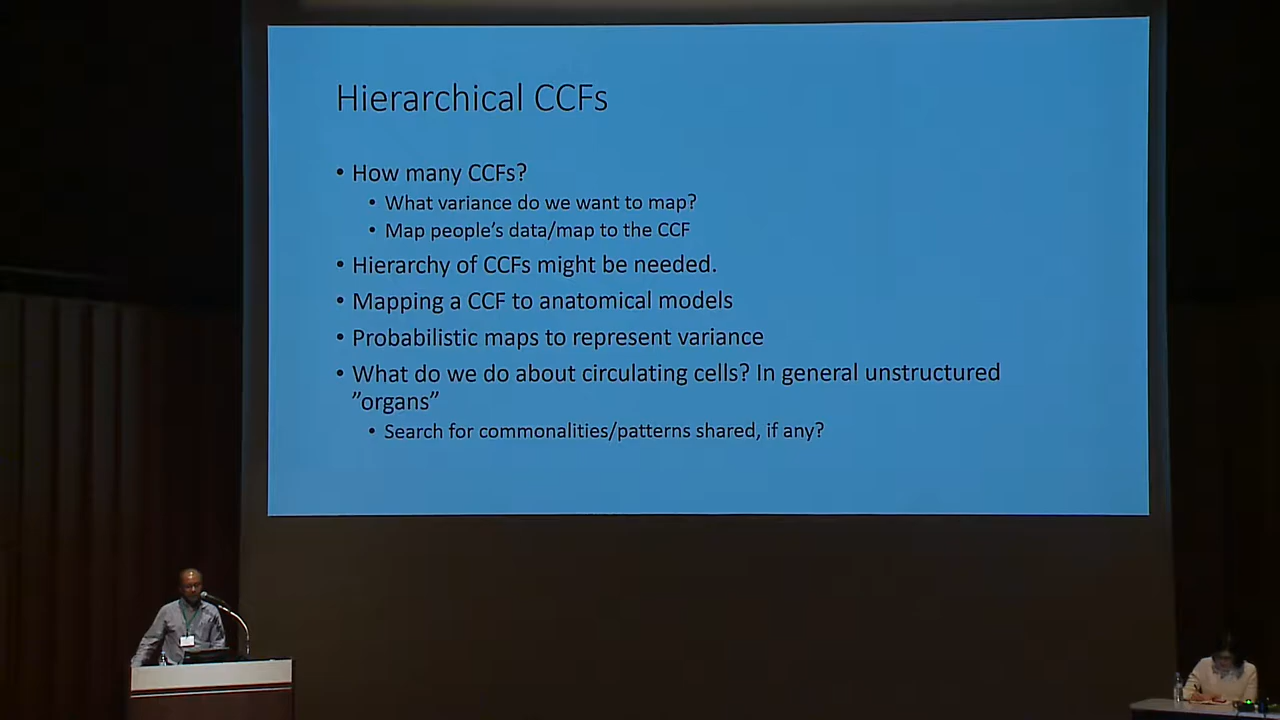 Hierarchical CCFs
• How many CCFs?
• What variance do we want to map?
• Map people’s data/map to the CCF
• Hierarchy of CCFs might be needed.
• Mapping a CCF to anatomical models
• Probabilistic maps to represent variance
• What do we do about circulating cells? In general unstructured
”organs”
• Search for commonalities/patterns shared, if any?